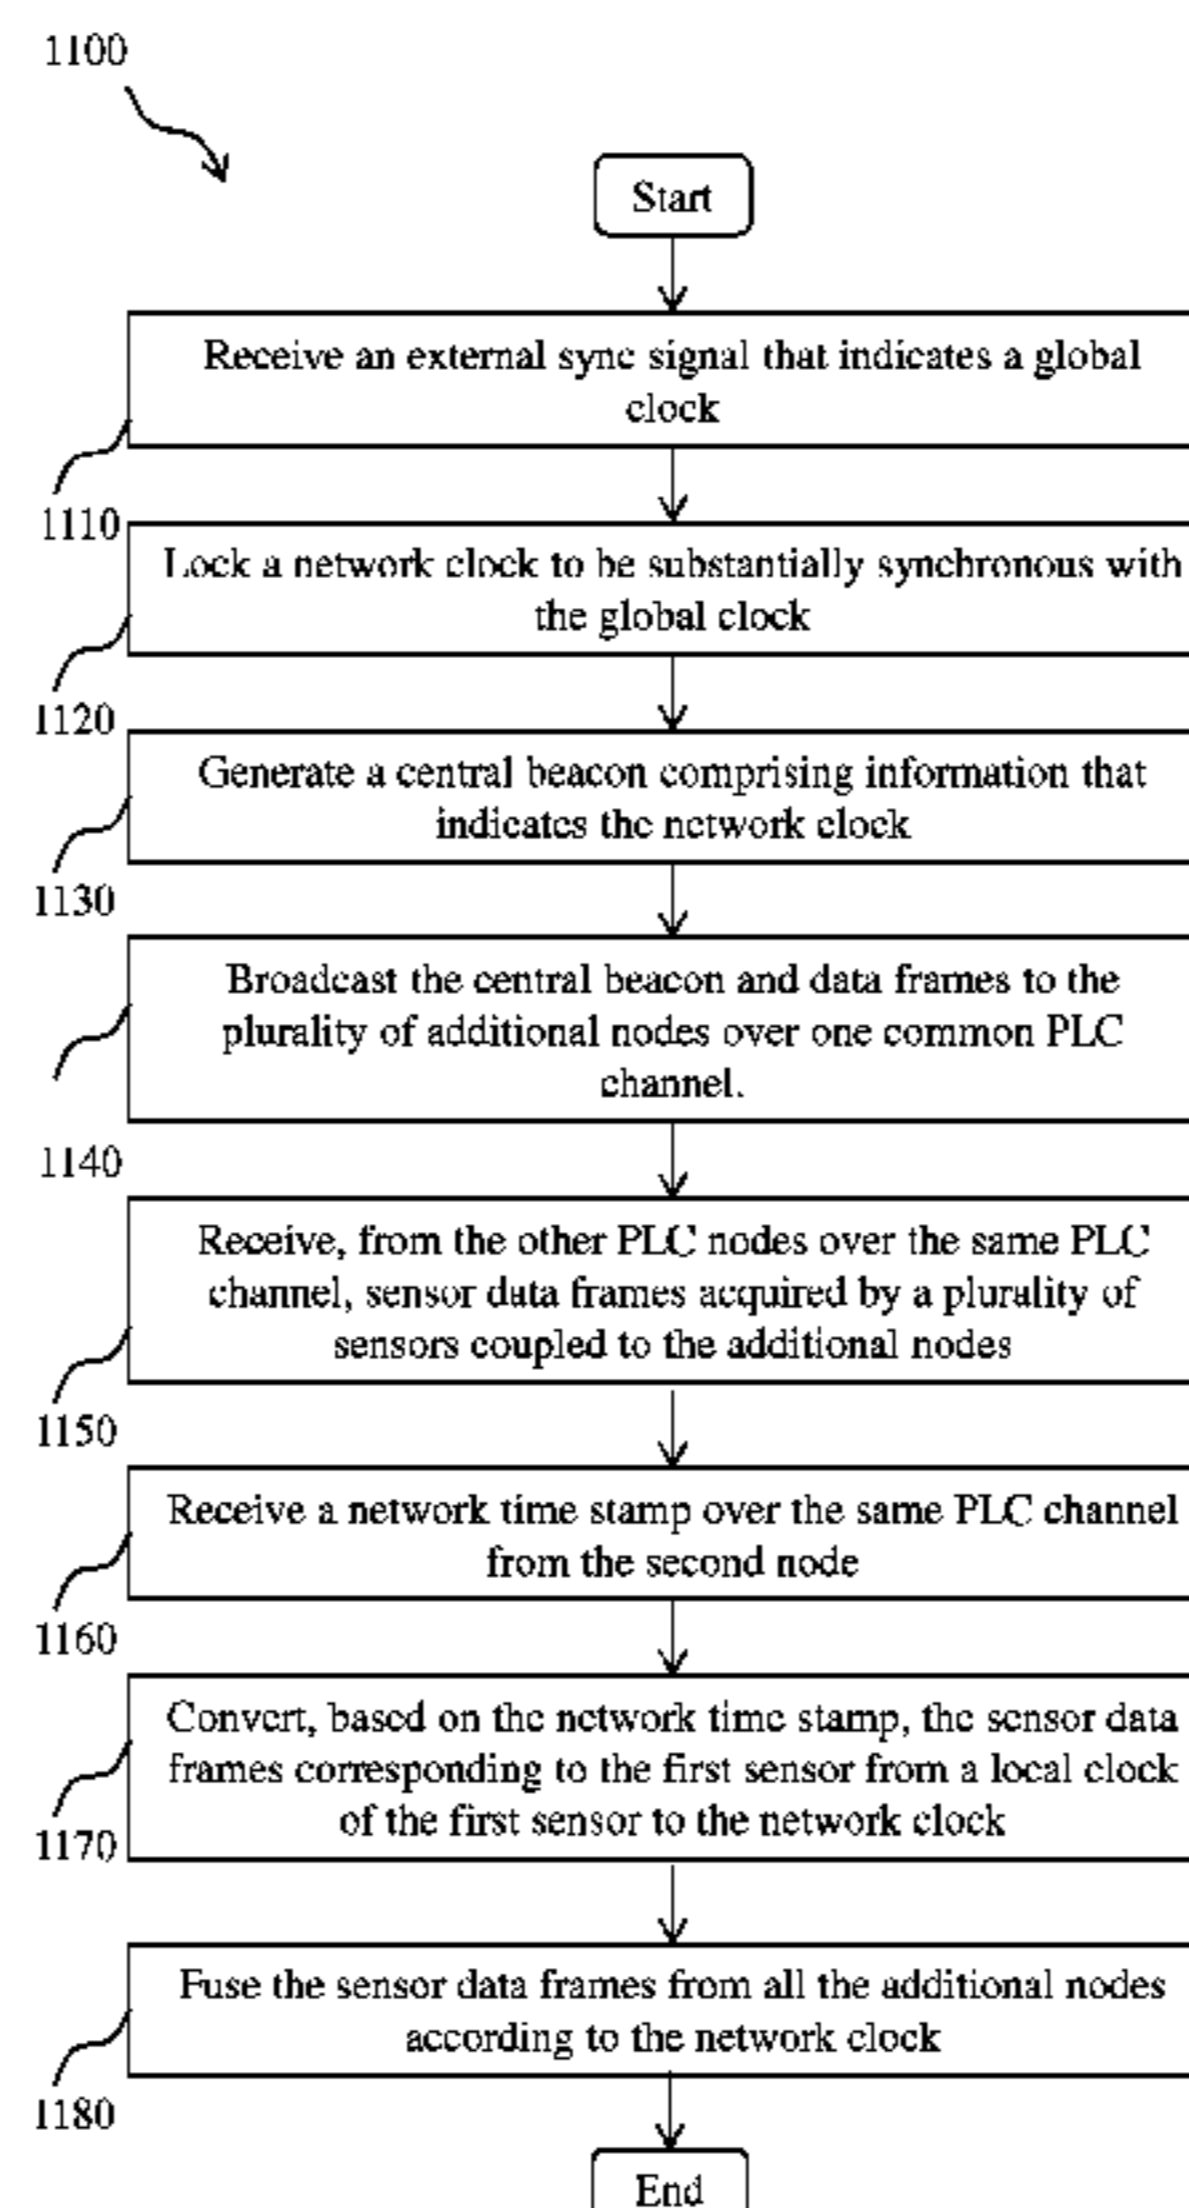 1100
Start
Receive an external sync signal that indicates a global
clock
1110
Lock a network clock to be substantially synchronous with
the global clock
1120
Generate a central beacon comprising information that
indicates the network clock
1130
Broadcast the central beacon and data frames to the
plurality of additional nodes over one common PLC
channel.
1140
Receive, from the other PLC nodes over the same PLC
channel, sensor data frames acquired by a plurality of
sensors coupled to the additional nodes
1150
Receive a network time stamp over the same PLC channel
from the second node
1160
Convert, based on the network time stamp, the sensor data
frames corresponding to the first sensor from a local clock
of the first sensor to the network clock
1170
Fuse the sensor data frames from all the additional nodes
according to the network clock
1180
End